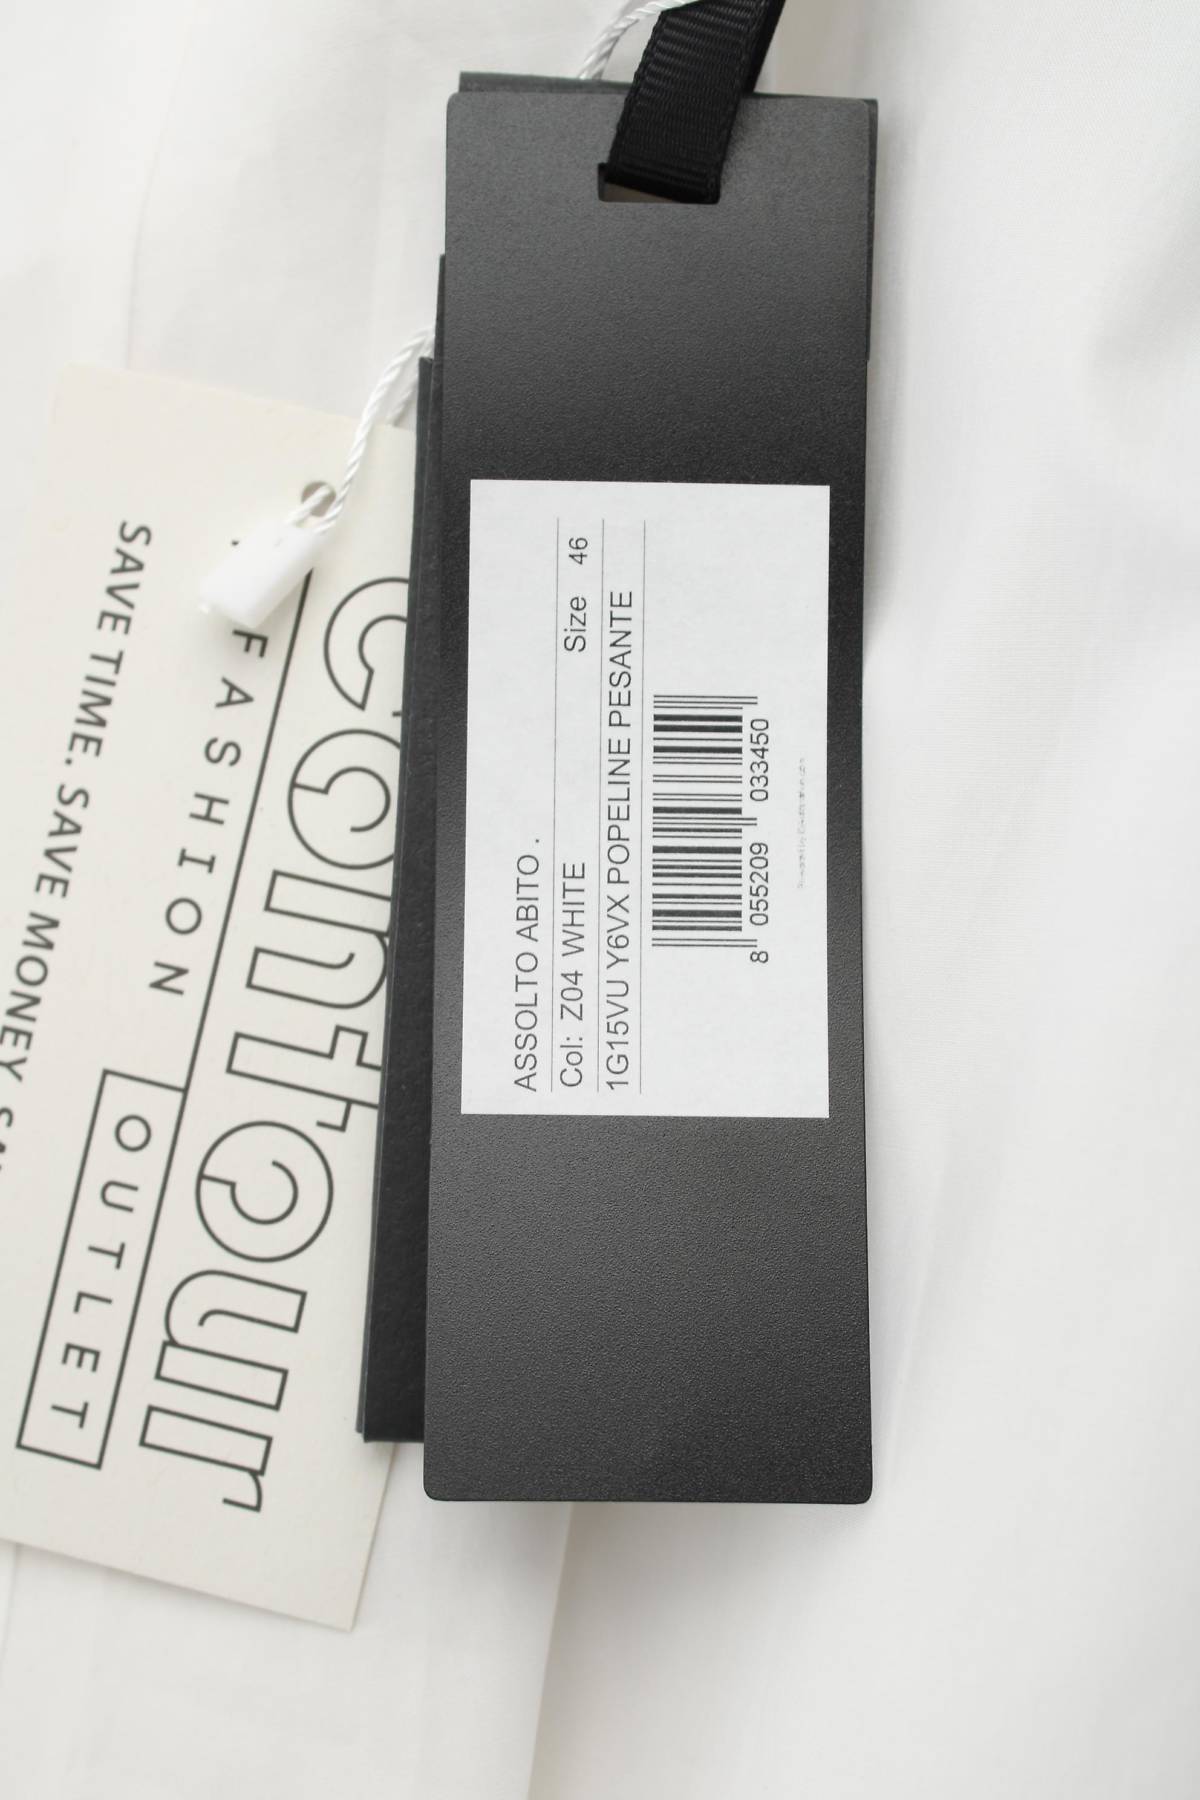 ASSOLTO ABITO .
Col: Z04 WHITE Size 46
1G15VU Y6VX POPELINE PESANTE
8 055209 033450
contour
FASHION
OUTLET
SAVE TIME. SAVE MONEY